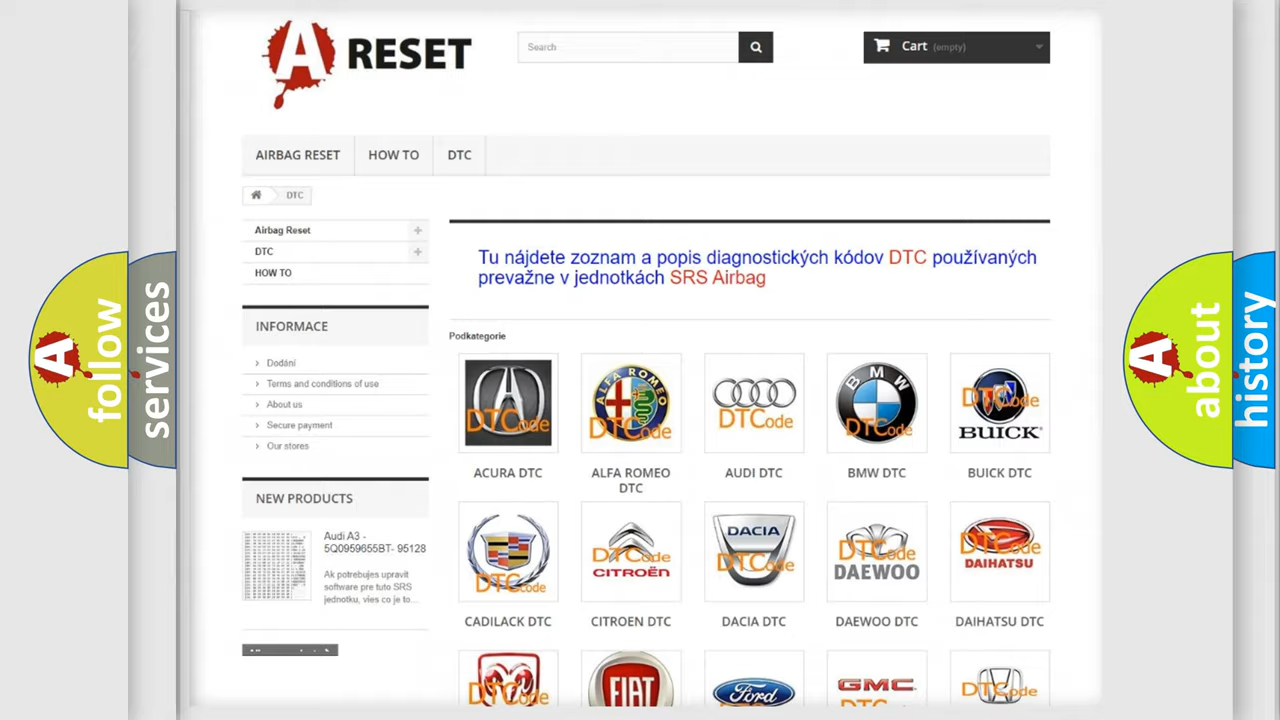 A RESET
Search
Cart (empty)
AIRBAG RESET
HOW TO
DTC
DTC
Airbag Reset
DTC
HOW TO
INFORMACE
Dodání
Terms and conditions of use
About us
Secure payment
Our stores
NEW PRODUCTS
Audi A3 -
5Q0959655BT- 95128
Ak potrebujes upravit
software pre tuto SRS
jednotku, vies co je to...
Tu nájdete zoznam a popis diagnostických kódov DTC používaných
prevažne v jednotkách SRS Airbag
Podkategorie
DTCode
ALFA ROMEO
DTCode
DTCode
BMW
DTCode
DTCode
BUICK
ACURA DTC
ALFA ROMEO
DTC
AUDI DTC
BMW DTC
BUICK DTC
DTCode
DTCode
CITROËN
DACIA
DTCode
DTCode
DAEWOO
DTCode
DAIHATSU
CADILACK DTC
CITROEN DTC
DACIA DTC
DAEWOO DTC
DAIHATSU DTC
DTCode
FIAT
Ford
GMC
DTCode
A follow
services
A about
history